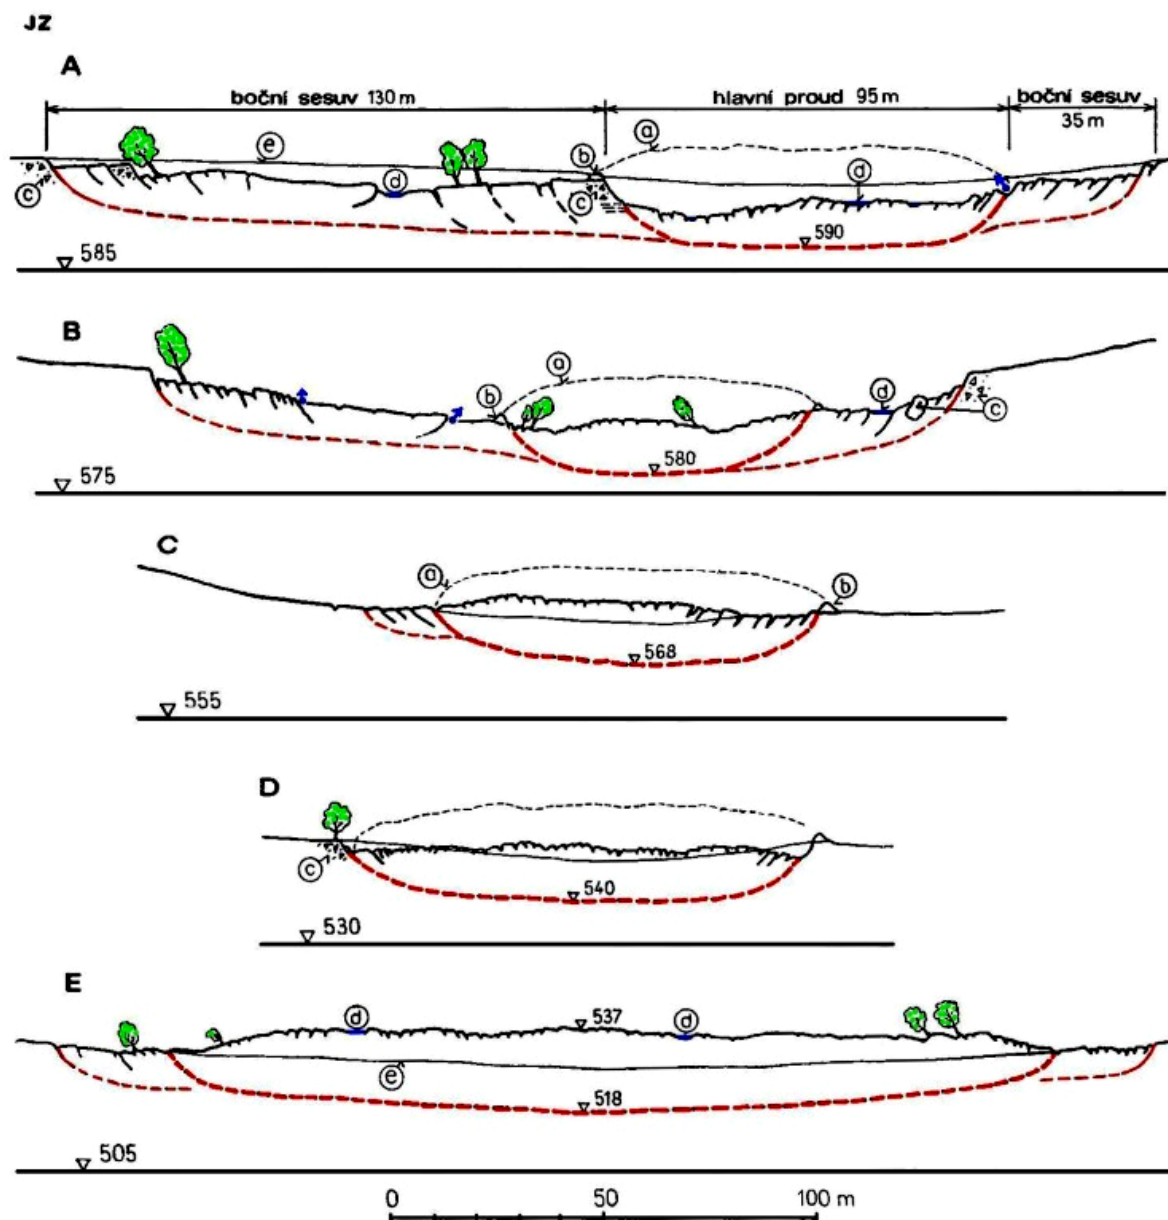 JZ
A
boční sesuv 130 m
hlavní proud 95 m
boční sesuv
35 m
e
b
a
c
d
c
d
590
585
B
a
b
d
c
580
575
C
a
b
568
555
D
c
540
530
E
d
537
d
e
518
505
0 50 100 m